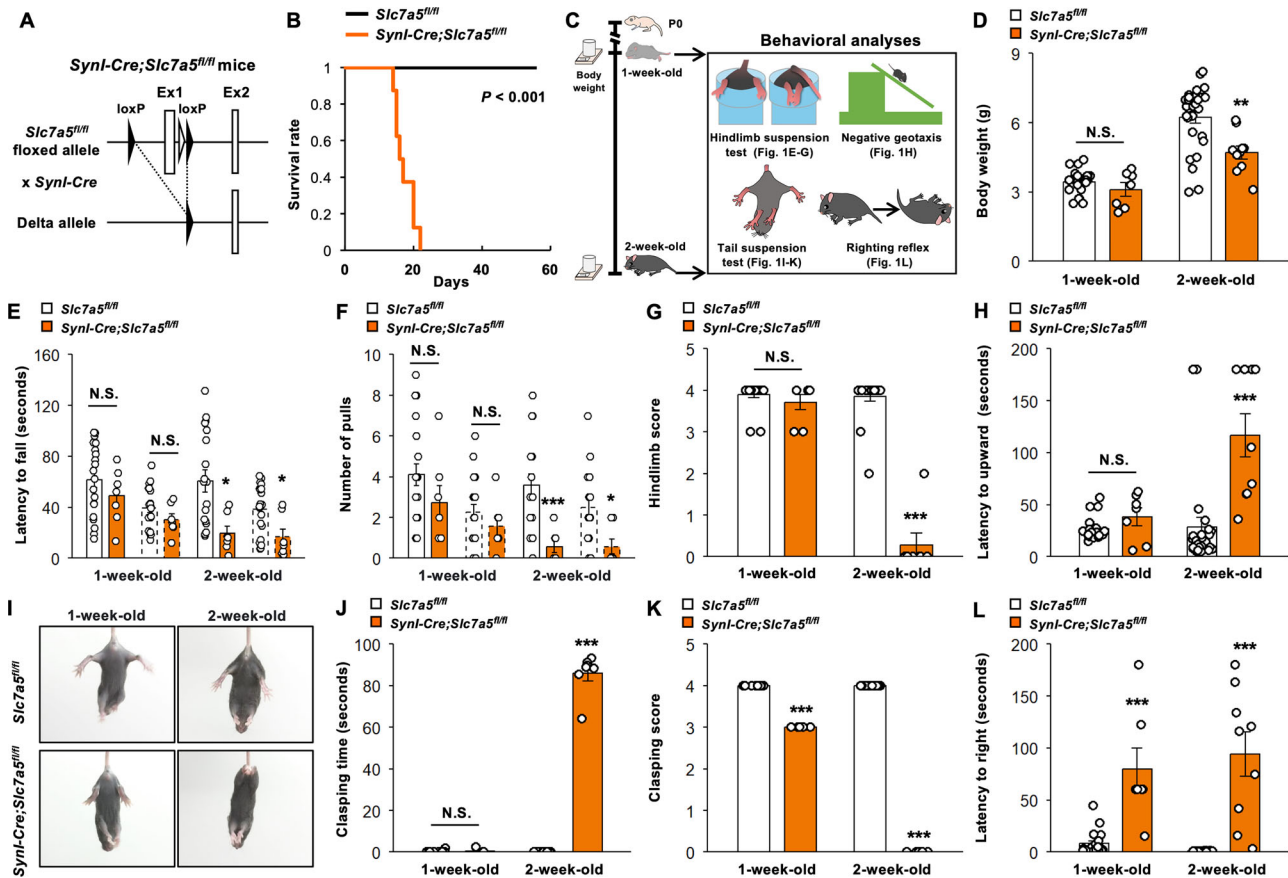 A
SynI-Cre;Slc7a5fl/fl mice
Ex1
Ex2
loxP
loxP
Slc7a5fl/fl
floxed allele
x SynI-Cre
Delta allele
B
Slc7a5fl/fl
SynI-Cre;Slc7a5fl/fl
P < 0.001
Survival rate
1
0.8
0.6
0.4
0.2
0
0 20 40 60
Days
C
P0
Body
weight
1-week-old
2-week-old
Behavioral analyses
Hindlimb suspension
test (Fig. 1E-G)
Negative geotaxis
(Fig. 1H)
Tail suspension
test (Fig. 1I-K)
Righting reflex
(Fig. 1L)
D
Slc7a5fl/fl
SynI-Cre;Slc7a5fl/fl
Body weight (g)
9
6
3
0
N.S.
**
1-week-old 2-week-old
E
Slc7a5fl/fl
SynI-Cre;Slc7a5fl/fl
Latency to fall (seconds)
160
120
80
40
0
N.S.
N.S.
*
*
1-week-old 2-week-old
F
Slc7a5fl/fl
SynI-Cre;Slc7a5fl/fl
Number of pulls
10
8
6
4
2
0
N.S.
N.S.
***
*
1-week-old 2-week-old
G
Slc7a5fl/fl
SynI-Cre;Slc7a5fl/fl
Hindlimb score
5
4
3
2
1
0
N.S.
***
1-week-old 2-week-old
H
Slc7a5fl/fl
SynI-Cre;Slc7a5fl/fl
Latency to upward (seconds)
200
150
100
50
0
N.S.
***
1-week-old 2-week-old
I
1-week-old 2-week-old
Slc7a5fl/fl
SynI-Cre;Slc7a5fl/fl
J
Slc7a5fl/fl
SynI-Cre;Slc7a5fl/fl
Clasping time (seconds)
100
80
60
40
20
0
N.S.
***
1-week-old 2-week-old
K
Slc7a5fl/fl
SynI-Cre;Slc7a5fl/fl
Clasping score
5
4
3
2
1
0
***
***
1-week-old 2-week-old
L
Slc7a5fl/fl
SynI-Cre;Slc7a5fl/fl
Latency to right (seconds)
200
150
100
50
0
***
***
1-week-old 2-week-old